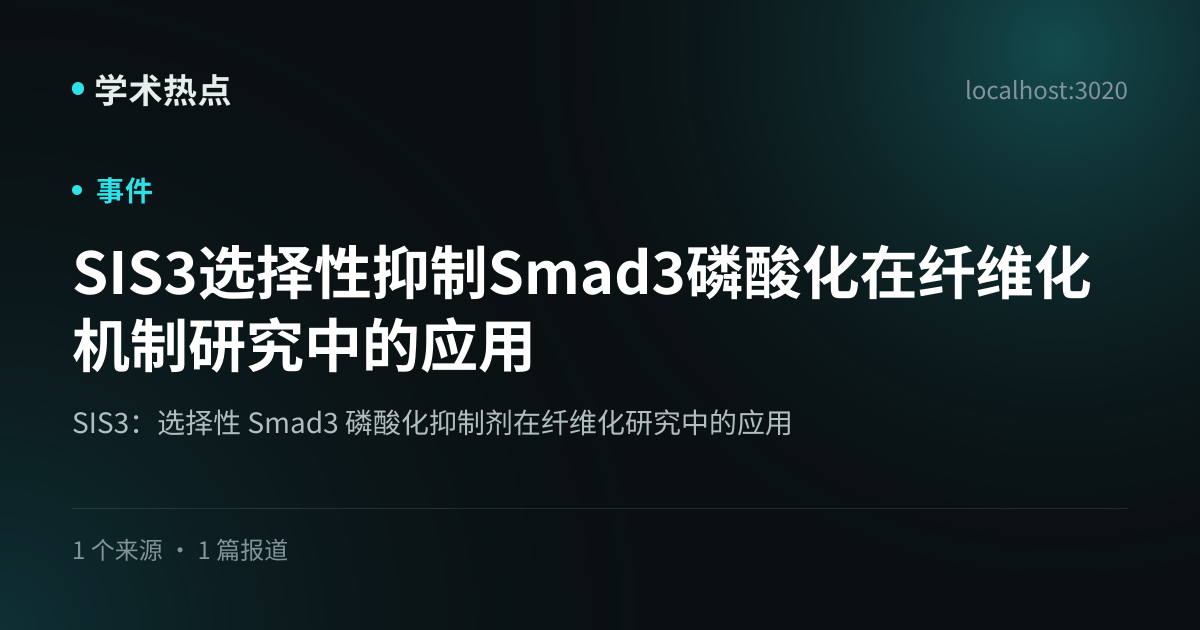 学术热点
localhost:3020
事件
SIS3选择性抑制Smad3磷酸化在纤维化
机制研究中的应用
SIS3：选择性 Smad3 磷酸化抑制剂在纤维化研究中的应用
1 个来源 · 1 篇报道